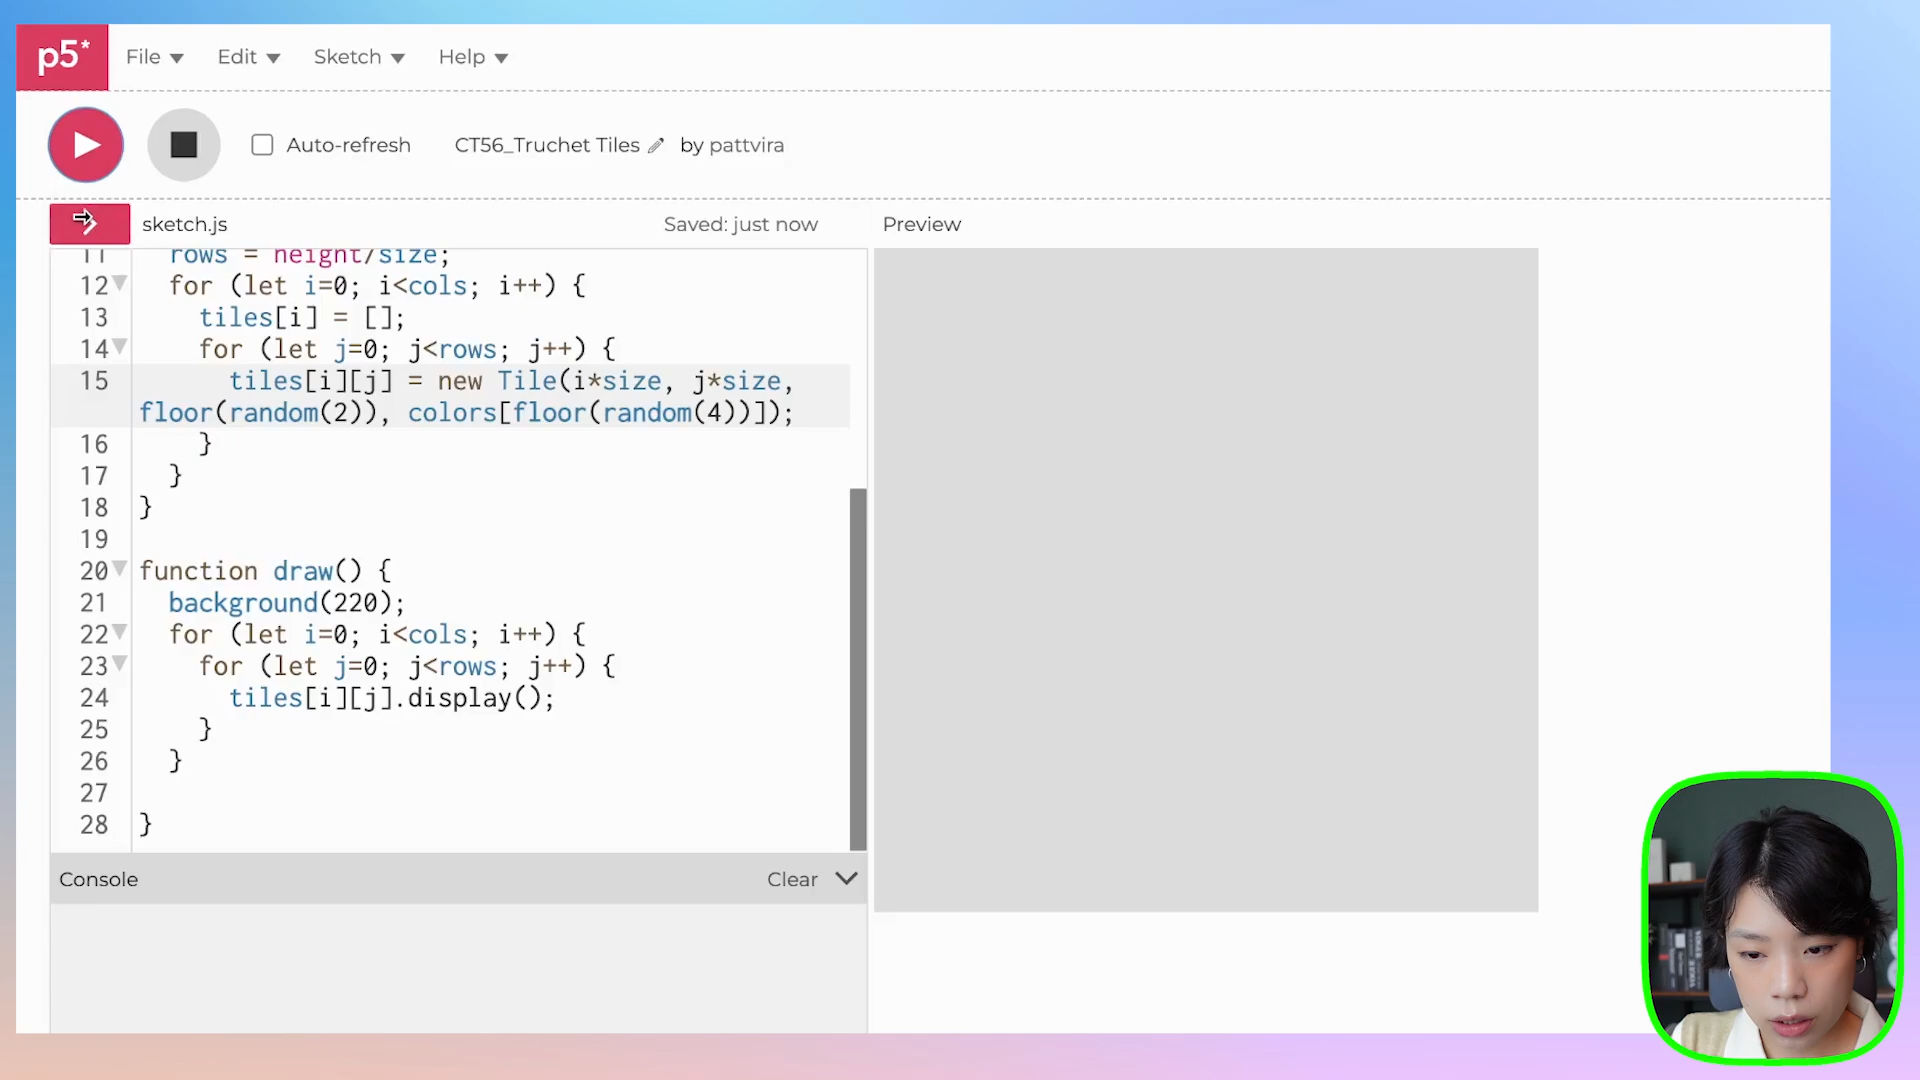 p5*
File Edit Sketch Help
Auto-refresh CT56_Truchet Tiles by pattvira
sketch.js Saved: just now Preview
11 rows = height/size;
12 for (let i=0; i<cols; i++) {
13 tiles[i] = [];
14 for (let j=0; j<rows; j++) {
15 tiles[i][j] = new Tile(i*size, j*size,
floor(random(2)), colors[floor(random(4))]);
16 }
17 }
18 }
19
20 function draw() {
21 background(220);
22 for (let i=0; i<cols; i++) {
23 for (let j=0; j<rows; j++) {
24 tiles[i][j].display();
25 }
26 }
27
28 }
Console Clear